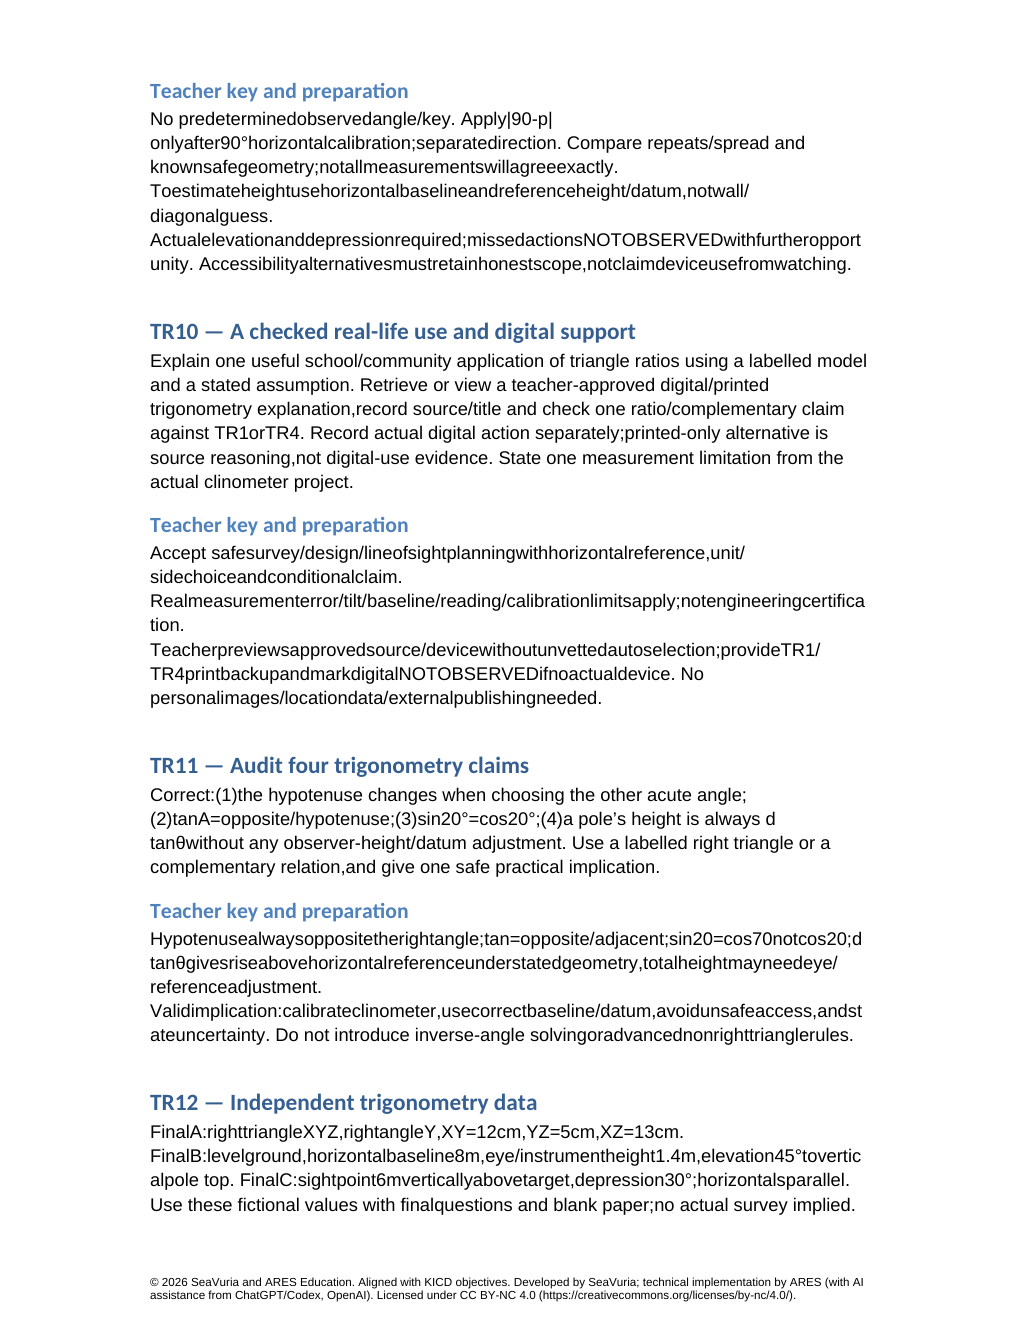 Teacher key and preparation
No predeterminedobservedangle/key. Apply|90-p|
onlyafter90°horizontalcalibration;separatedirection. Compare repeats/spread and
knownsafegeometry;notallmeasurementswillagreeexactly.
Toestimateheightusehorizontalbaselineandreferenceheight/datum,notwall/
diagonalguess.
Actualelevationanddepressionrequired;missedactionsNOTOBSERVEDwithfurtheropport
unity. Accessibilityalternativesmustretainhonestscope,notclaimdeviceusefromwatching.
TR10 — A checked real-life use and digital support
Explain one useful school/community application of triangle ratios using a labelled model
and a stated assumption. Retrieve or view a teacher-approved digital/printed
trigonometry explanation,record source/title and check one ratio/complementary claim
against TR1orTR4. Record actual digital action separately;printed-only alternative is
source reasoning,not digital-use evidence. State one measurement limitation from the
actual clinometer project.
Teacher key and preparation
Accept safesurvey/design/lineofsightplanningwithhorizontalreference,unit/
sidechoiceandconditionalclaim.
Realmeasurementerror/tilt/baseline/reading/calibrationlimitsapply;notengineeringcertifica
tion.
Teacherpreviewsapprovedsource/devicewithoutunvettedautoselection;provideTR1/
TR4printbackupandmarkdigitalNOTOBSERVEDifnoactualdevice. No
personalimages/locationdata/externalpublishingneeded.
TR11 — Audit four trigonometry claims
Correct:(1)the hypotenuse changes when choosing the other acute angle;
(2)tanA=opposite/hypotenuse;(3)sin20°=cos20°;(4)a pole’s height is always d
tanθwithout any observer-height/datum adjustment. Use a labelled right triangle or a
complementary relation,and give one safe practical implication.
Teacher key and preparation
Hypotenusealwaysoppositetherightangle;tan=opposite/adjacent;sin20=cos70notcos20;d
tanθgivesriseabovehorizontalreferenceunderstatedgeometry,totalheightmayneedeye/
referenceadjustment.
Validimplication:calibrateclinometer,usecorrectbaseline/datum,avoidunsafeaccess,andst
ateuncertainty. Do not introduce inverse-angle solvingoradvancednonrighttrianglerules.
TR12 — Independent trigonometry data
FinalA:righttriangleXYZ,rightangleY,XY=12cm,YZ=5cm,XZ=13cm.
FinalB:levelground,horizontalbaseline8m,eye/instrumentheight1.4m,elevation45°tovertic
alpole top. FinalC:sightpoint6mverticallyabovetarget,depression30°;horizontalsparallel.
Use these fictional values with finalquestions and blank paper;no actual survey implied.
© 2026 SeaVuria and ARES Education. Aligned with KICD objectives. Developed by SeaVuria; technical implementation by ARES (with AI
assistance from ChatGPT/Codex, OpenAI). Licensed under CC BY-NC 4.0 (https://creativecommons.org/licenses/by-nc/4.0/).